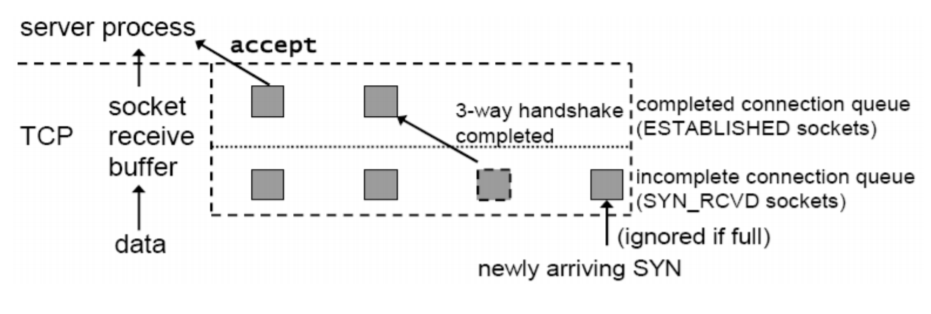 server process
accept
TCP
socket
receive
buffer
data
3-way handshake
completed
completed connection queue
(ESTABLISHED sockets)
incomplete connection queue
(SYN_RCVD sockets)
(ignored if full)
newly arriving SYN